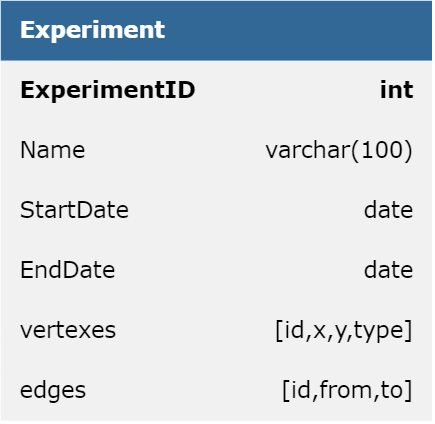 Experiment
ExperimentID int
Name varchar(100)
StartDate date
EndDate date
vertexes [id,x,y,type]
edges [id,from,to]